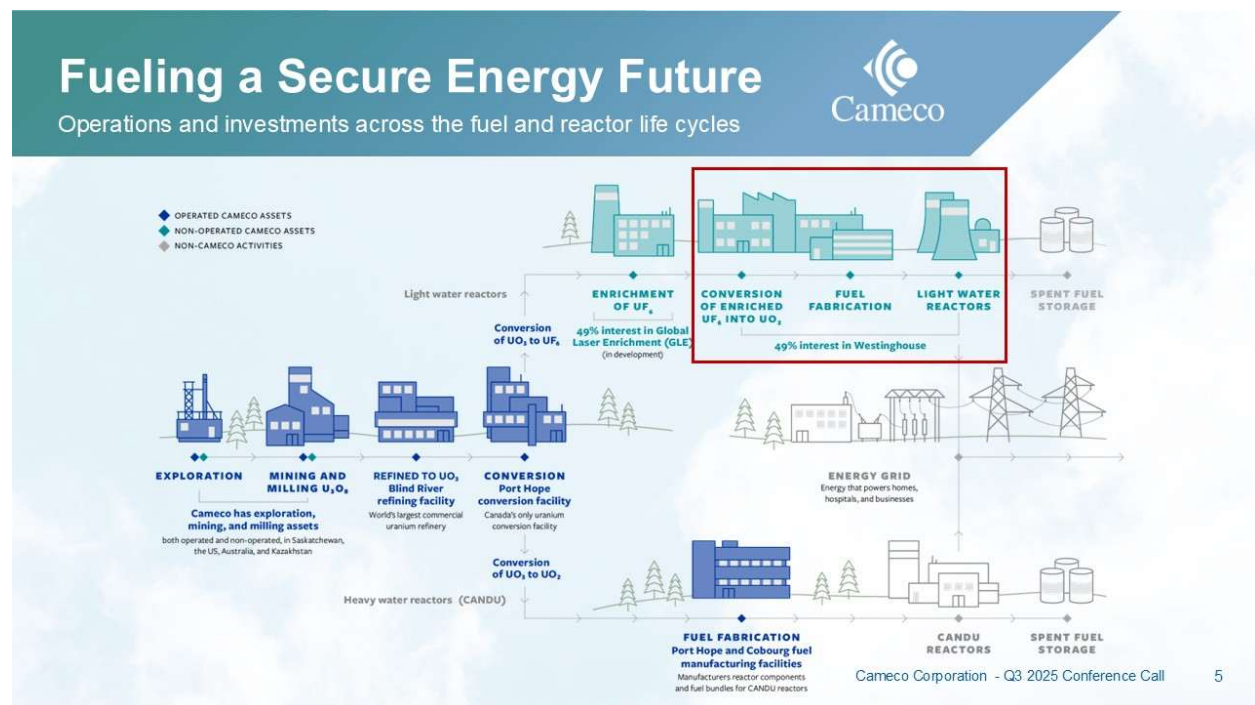 Fueling a Secure Energy Future
Operations and investments across the fuel and reactor life cycles
Cameco
OPERATED CAMECO ASSETS
NON-OPERATED CAMECO ASSETS
NON-CAMECO ACTIVITIES
Light water reactors
Conversion
of UO₃ to UF₆
ENRICHMENT
OF UF₆
49% interest in Global
Laser Enrichment (GLE)
(in development)
CONVERSION
OF ENRICHED
UF₆ INTO UO₂
FUEL
FABRICATION
LIGHT WATER
REACTORS
49% interest in Westinghouse
SPENT FUEL
STORAGE
EXPLORATION
MINING AND
MILLING U₃O₈
Cameco has exploration,
mining, and milling assets
both operated and non-operated, in Saskatchewan,
the US, Australia, and Kazakhstan
REFINED TO UO₃
Blind River
refining facility
World's largest commercial
uranium refinery
CONVERSION
Port Hope
conversion facility
Canada's only uranium
conversion facility
ENERGY GRID
Energy that powers homes,
hospitals, and businesses
Conversion
of UO₃ to UO₂
Heavy water reactors (CANDU)
FUEL FABRICATION
Port Hope and Cobourg fuel
manufacturing facilities
Manufacturers reactor components
and fuel bundles for CANDU reactors
CANDU
REACTORS
SPENT FUEL
STORAGE
Cameco Corporation - Q3 2025 Conference Call
5